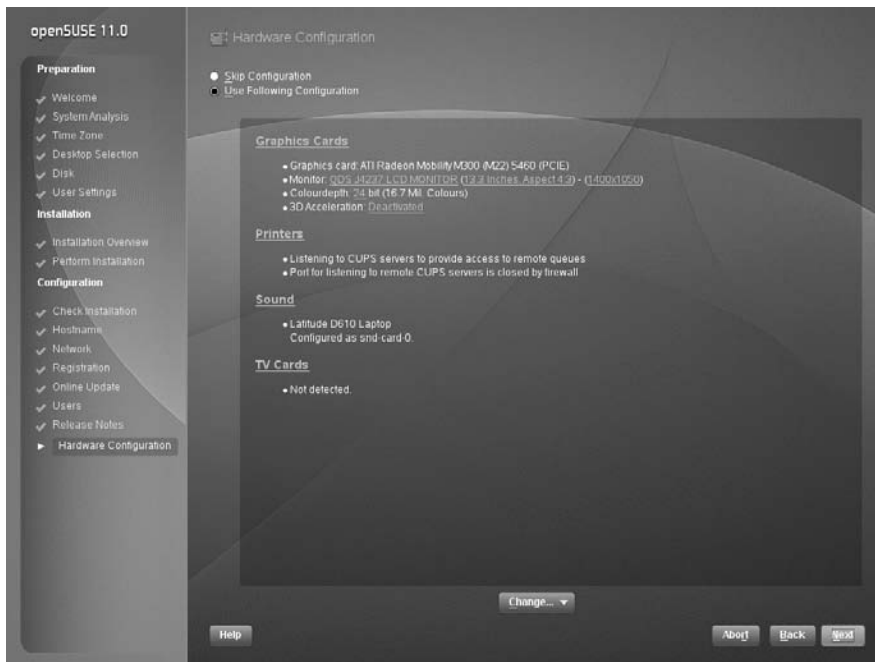 openSUSE 11.0
Preparation
Welcome
System Analysis
Time Zone
Desktop Selection
Disk
User Settings
Installation
Installation Overview
Perform Installation
Configuration
Check Installation
Hostname
Network
Registration
Online Update
Users
Release Notes
Hardware Configuration
Hardware Configuration
Skip Configuration
Use Following Configuration
Graphics Cards
• Graphics card: ATI Radeon Mobility M300 (M22) 5460 (PCIE)
• Monitor: QDS J4237 LCD MONITOR (13.3 Inches, Aspect 4:3) - (1400x1050)
• Colourdepth: 24 bit (16.7 Mil. Colours)
• 3D Acceleration: Deactivated
Printers
• Listening to CUPS servers to provide access to remote queues
• Port for listening to remote CUPS servers is closed by firewall
Sound
• Latitude D610 Laptop
Configured as snd-card-0.
TV Cards
• Not detected.
Change...
Help
Abort
Back
Next